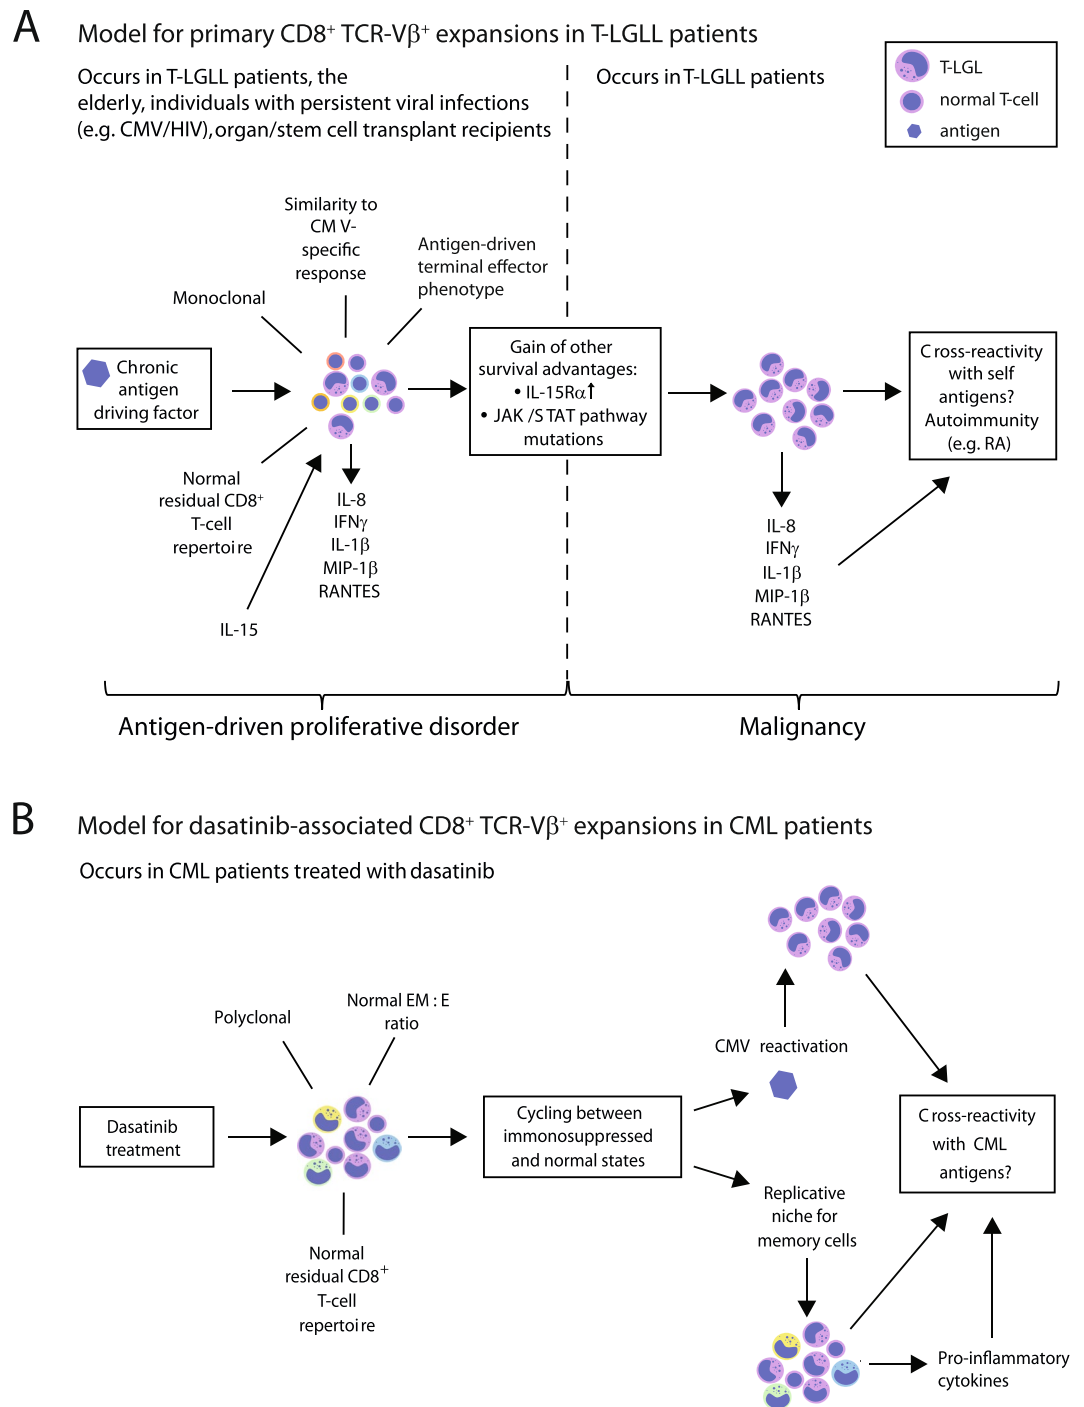 A
Model for primary CD8⁺ TCR-Vβ⁺ expansions in T-LGLL patients
Occurs in T-LGLL patients, the
elderly, individuals with persistent viral infections
(e.g. CMV/HIV), organ/stem cell transplant recipients
Occurs in T-LGLL patients
T-LGL
normal T-cell
antigen
Similarity to
CM V-
specific
response
Antigen-driven
terminal effector
phenotype
Monoclonal
Chronic
antigen
driving factor
Gain of other
survival advantages:
• IL-15Rα↑
• JAK /S TAT pathway
mutations
C ross-reactivity
with self
antigens?
Autoimmunity
(e.g. RA)
Normal
residual CD8⁺
T-cell
repertoire
IL-15
IL-8
IFNγ
IL-1β
MIP-1β
RANTES
IL-8
IFNγ
IL-1β
MIP-1β
RANTES
Antigen-driven proliferative disorder
Malignancy
B
Model for dasatinib-associated CD8⁺ TCR-Vβ⁺ expansions in CML patients
Occurs in CML patients treated with dasatinib
Polyclonal
Normal EM : E
ratio
Dasatinib
treatment
Normal
residual CD8⁺
T-cell
repertoire
Cycling between
immonosuppressed
and normal states
CMV reactivation
Replicative
niche for
memory cells
C ross-reactivity
with CML
antigens?
Pro-inflammatory
cytokines